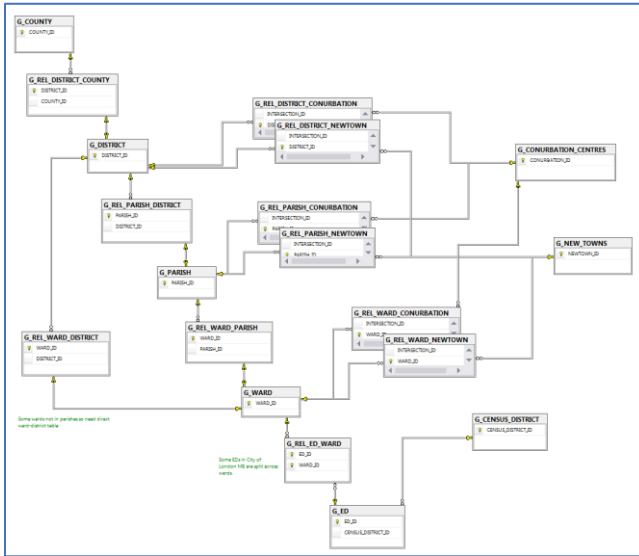 G_COUNTY
COUNTY_ID
G_REL_DISTRICT_COUNTY
DISTRICT_ID
COUNTY_ID
G_DISTRICT
DISTRICT_ID
G_REL_DISTRICT_CONURBATION
INTERSECTION_ID
G_REL_DISTRICT_NEWTOWN
INTERSECTION_ID
DISTRICT_ID
G_CONURBATION_CENTRES
CONURBATION_ID
G_REL_PARISH_DISTRICT
PARISH_ID
DISTRICT_ID
G_REL_PARISH_CONURBATION
INTERSECTION_ID
G_REL_PARISH_NEWTOWN
INTERSECTION_ID
PARISH_ID
G_NEW_TOWNS
NEWTOWN_ID
G_PARISH
PARISH_ID
G_REL_WARD_DISTRICT
WARD_ID
DISTRICT_ID
G_REL_WARD_PARISH
WARD_ID
PARISH_ID
G_REL_WARD_CONURBATION
INTERSECTION_ID
WARD_ID
G_REL_WARD_NEWTOWN
INTERSECTION_ID
WARD_ID
G_WARD
WARD_ID
Some wards not in parishes so need direct
ward-district table.
G_CENSUS_DISTRICT
CENSUS_DISTRICT_ID
G_REL_ED_WARD
ED_ID
WARD_ID
Some EDs in City of
London MB are split across
wards.
G_ED
ED_ID
CENSUS_DISTRICT_ID